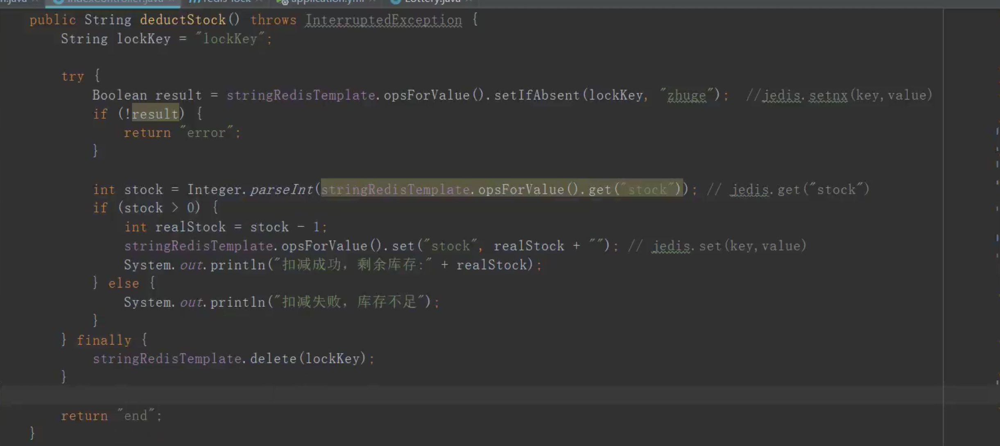 n.java IndexController.java redis-lock application.yml Lottery.java
public String deductStock() throws InterruptedException {
String lockKey = "lockKey";
try {
Boolean result = stringRedisTemplate.opsForValue().setIfAbsent(lockKey, "zhuge"); //jedis.setnx(key,value)
if (!result) {
return "error";
}
int stock = Integer.parseInt(stringRedisTemplate.opsForValue().get("stock")); // jedis.get("stock")
if (stock > 0) {
int realStock = stock - 1;
stringRedisTemplate.opsForValue().set("stock", realStock + ""); // jedis.set(key,value)
System.out.println("扣减成功，剩余库存:" + realStock);
} else {
System.out.println("扣减失败，库存不足");
}
} finally {
stringRedisTemplate.delete(lockKey);
}
return "end";
}